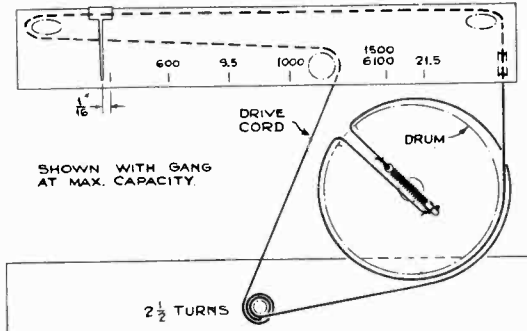 1500
600 9.5 1000 6100 21.5
1/16"
DRIVE
CORD
DRUM
SHOWN WITH GANG
AT MAX. CAPACITY.
2 1/2 TURNS